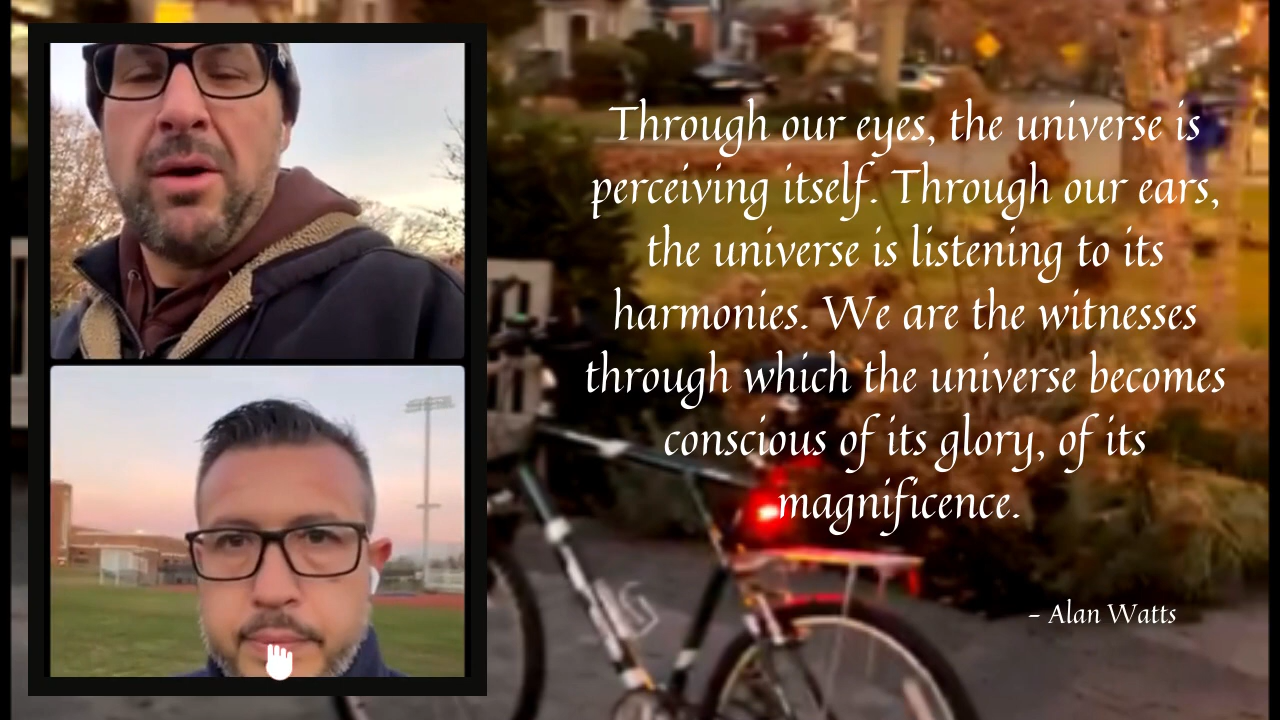 Through our eyes, the universe is
perceiving itself. Through our ears,
the universe is listening to its
harmonies. We are the witnesses
through which the universe becomes
conscious of its glory, of its
magnificence.
- Alan Watts